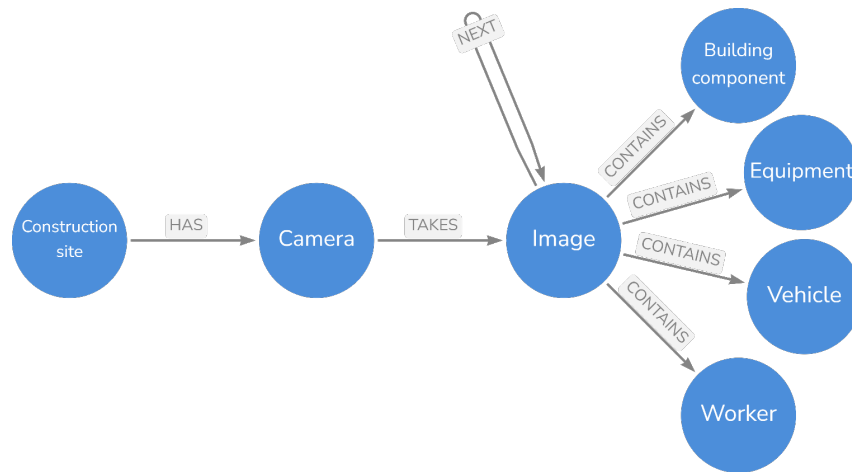 NEXT
Building
component
CONTAINS
Equipment
CONTAINS
Construction
site
HAS
Camera
TAKES
Image
CONTAINS
Vehicle
CONTAINS
Worker